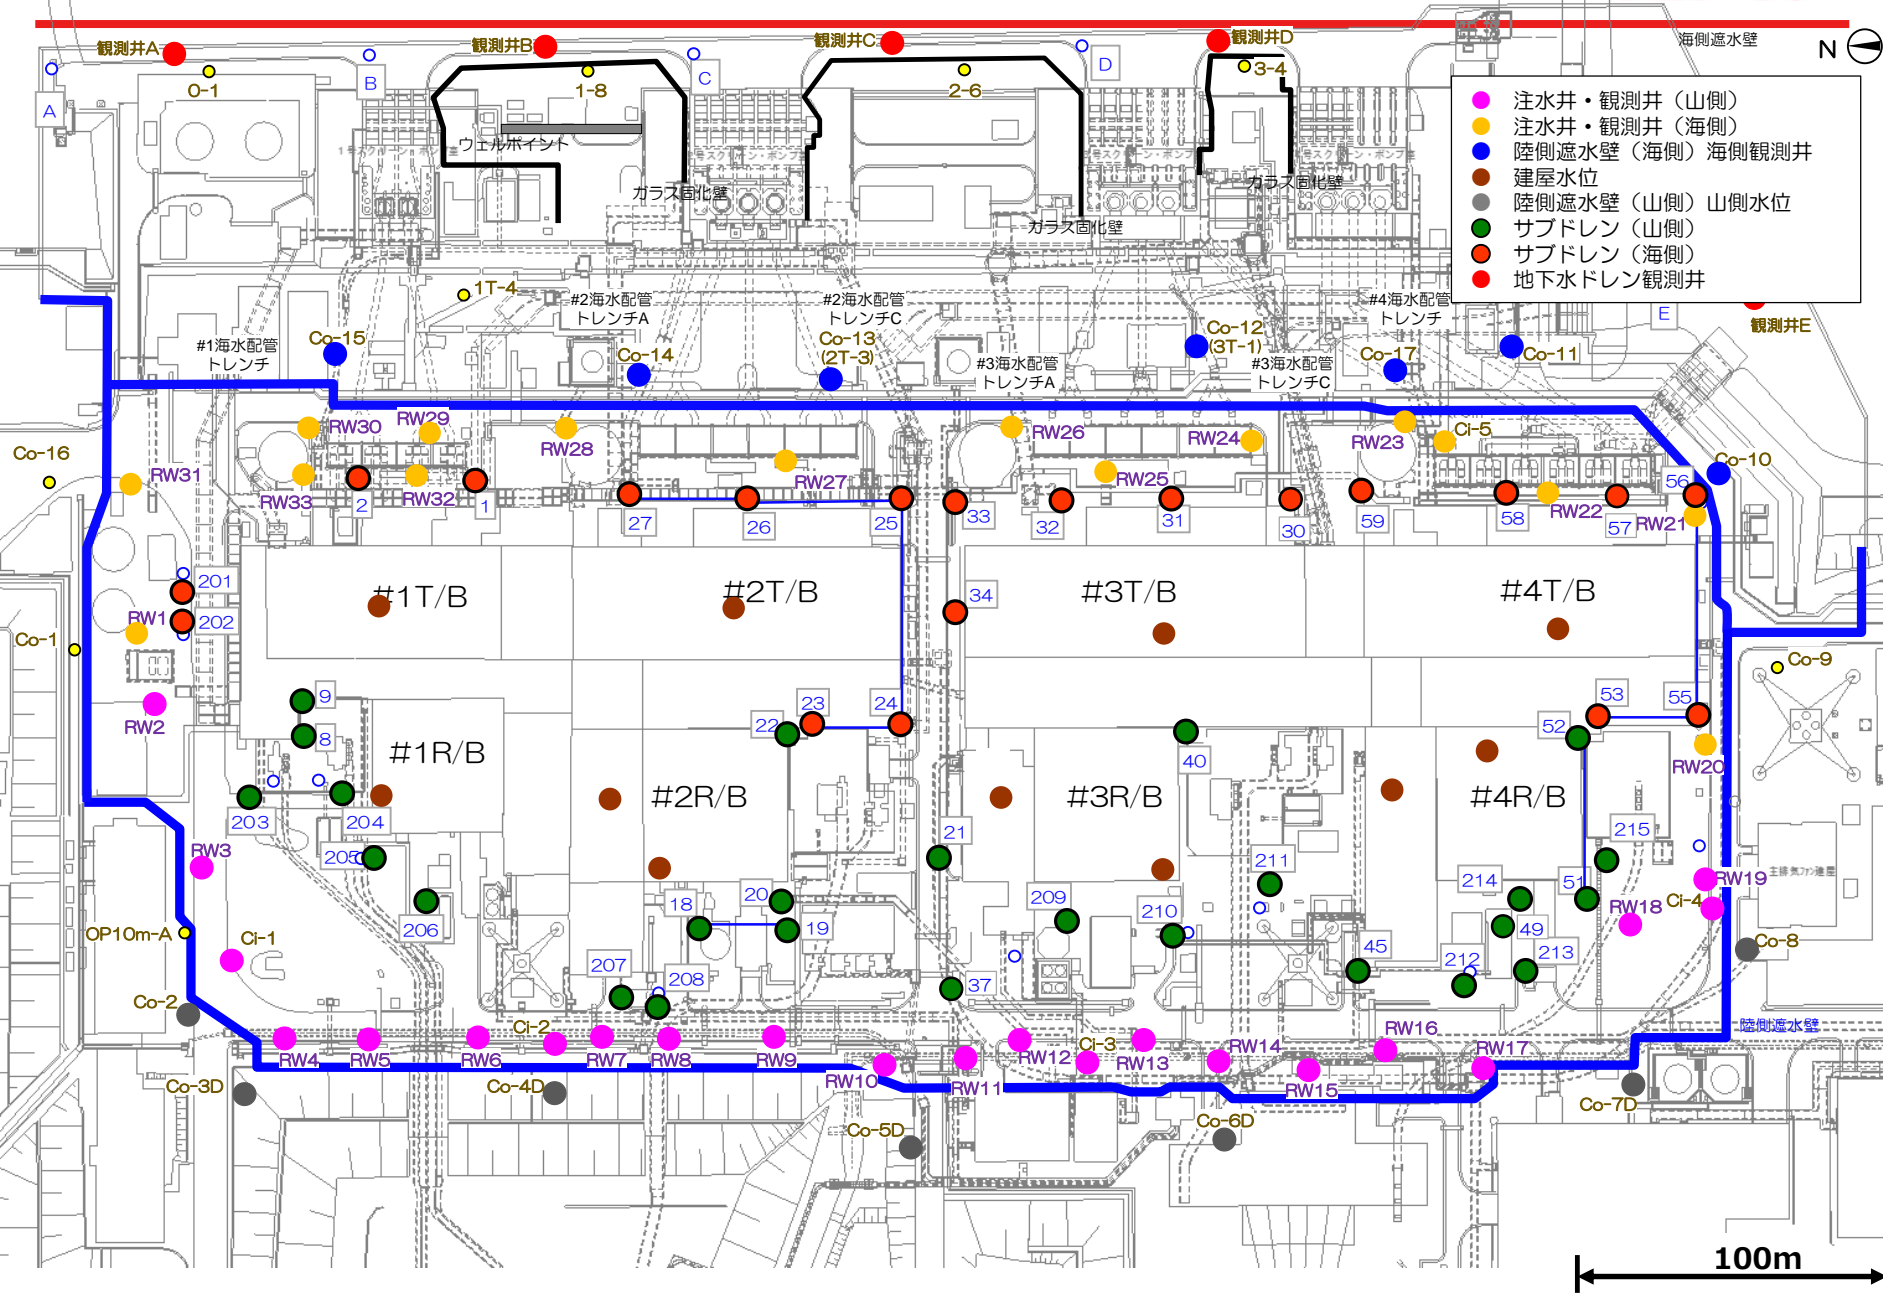 海側遮水壁
N
観測井A
観測井B
観測井C
観測井D
0-1
1-8
2-6
3-4
A
B
C
D
ウェルポイント
ガラス固化壁
ガラス固化壁
ガラス固化壁
注水井・観測井（山側）
注水井・観測井（海側）
陸側遮水壁（海側）海側観測井
建屋水位
陸側遮水壁（山側）山側水位
サブドレン（山側）
サブドレン（海側）
地下水ドレン観測井
E
観測井E
1T-4
#1海水配管
トレンチ
#2海水配管
トレンチA
#2海水配管
トレンチC
#3海水配管
トレンチA
#3海水配管
トレンチC
#4海水配管
トレンチ
Co-15
Co-14
Co-13
(2T-3)
Co-12
(3T-1)
Co-17
Co-11
Co-16
Co-10
RW31
RW30
RW29
RW28
RW33
RW32
RW27
RW26
RW25
RW24
RW23
Ci-5
RW22
RW21
2
1
27
26
25
33
32
31
30
59
58
57
56
201
202
34
RW1
Co-1
RW2
#1T/B
#2T/B
#3T/B
#4T/B
Co-9
9
8
22
23
24
40
52
53
55
RW20
#1R/B
#2R/B
#3R/B
#4R/B
203
204
205
206
RW3
21
211
215
18
20
19
209
210
214
51
49
RW19
RW18
Ci-4
OP10m-A
Ci-1
207
208
37
45
212
213
Co-8
主排気ファン建屋
Co-2
陸側遮水壁
RW4
RW5
RW6
Ci-2
RW7
RW8
RW9
RW10
RW11
RW12
Ci-3
RW13
RW14
RW15
RW16
RW17
Co-3D
Co-4D
Co-5D
Co-6D
Co-7D
100m